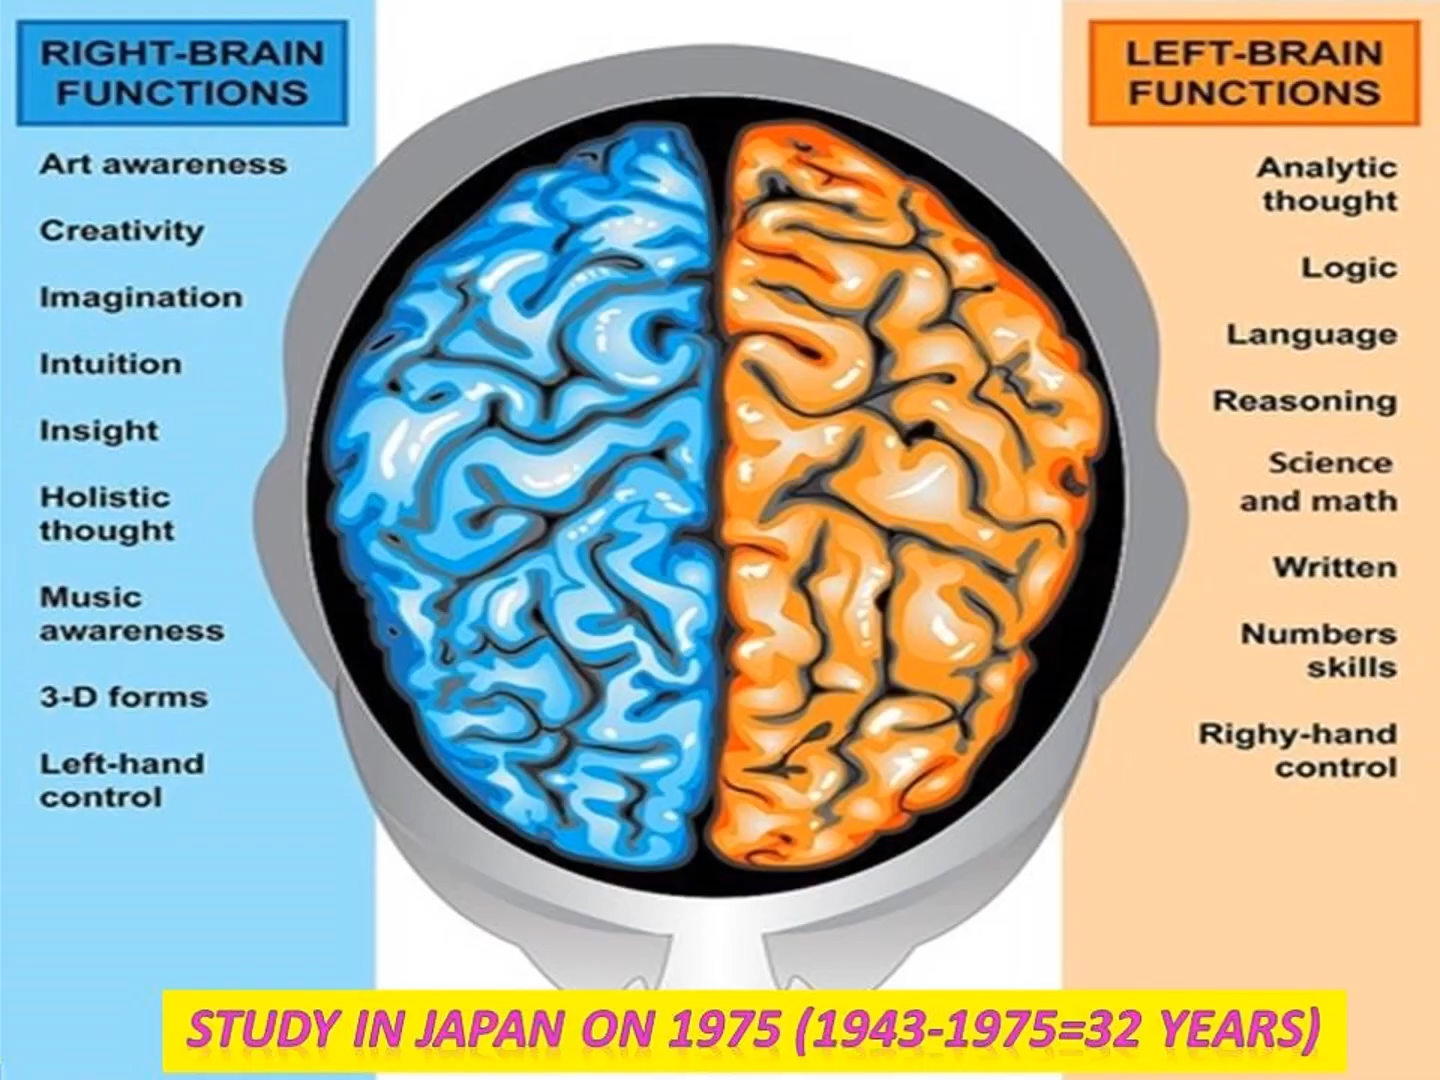 RIGHT-BRAIN
FUNCTIONS
Art awareness
Creativity
Imagination
Intuition
Insight
Holistic
thought
Music
awareness
3-D forms
Left-hand
control
LEFT-BRAIN
FUNCTIONS
Analytic
thought
Logic
Language
Reasoning
Science
and math
Written
Numbers
skills
Righy-hand
control
STUDY IN JAPAN ON 1975 (1943-1975=32 YEARS)